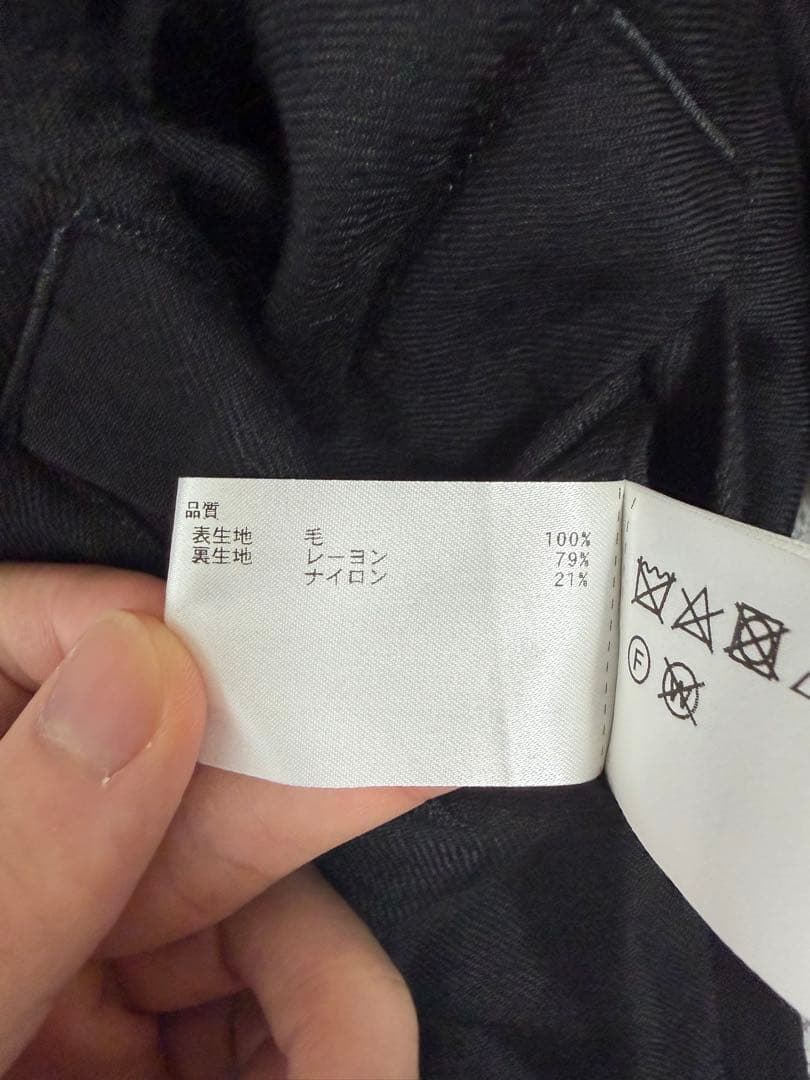 品質
表生地 毛 100%
裏生地 レーヨン 79%
ナイロン 21%
F
W